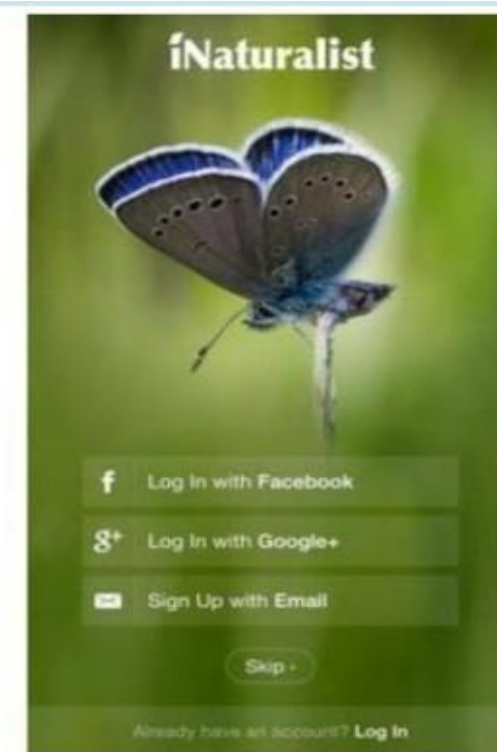 iNaturalist
f Log In with Facebook
g+ Log In with Google+
Sign Up with Email
Skip ›
Already have an account? Log In